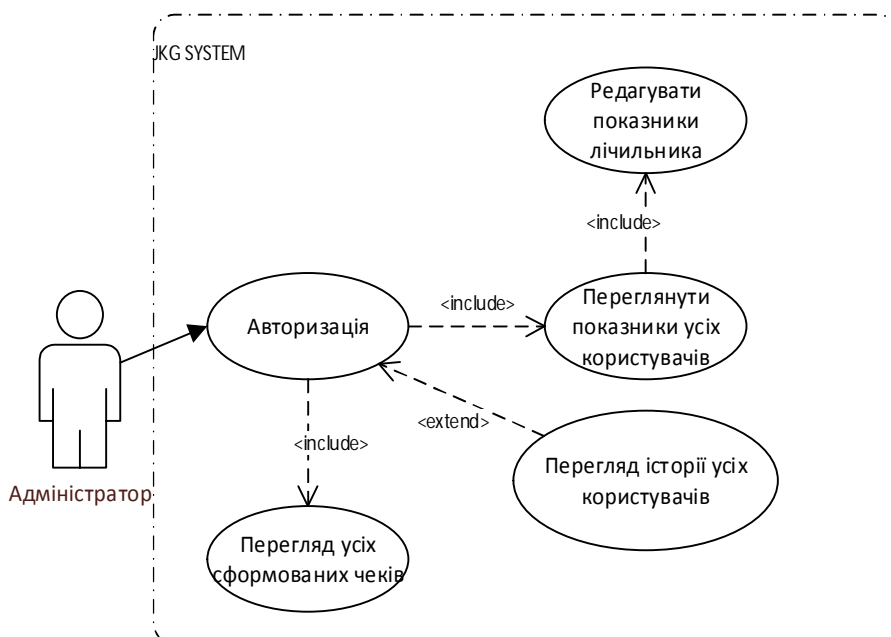 JKG SYSTEM
Редагувати
показники
лічильника
<include>
Авторизація
<include>
Переглянути
показники усіх
користувачів
<extend>
<include>
Перегляд історії усіх
користувачів
Адміністратор
Перегляд усіх
сформованих чеків